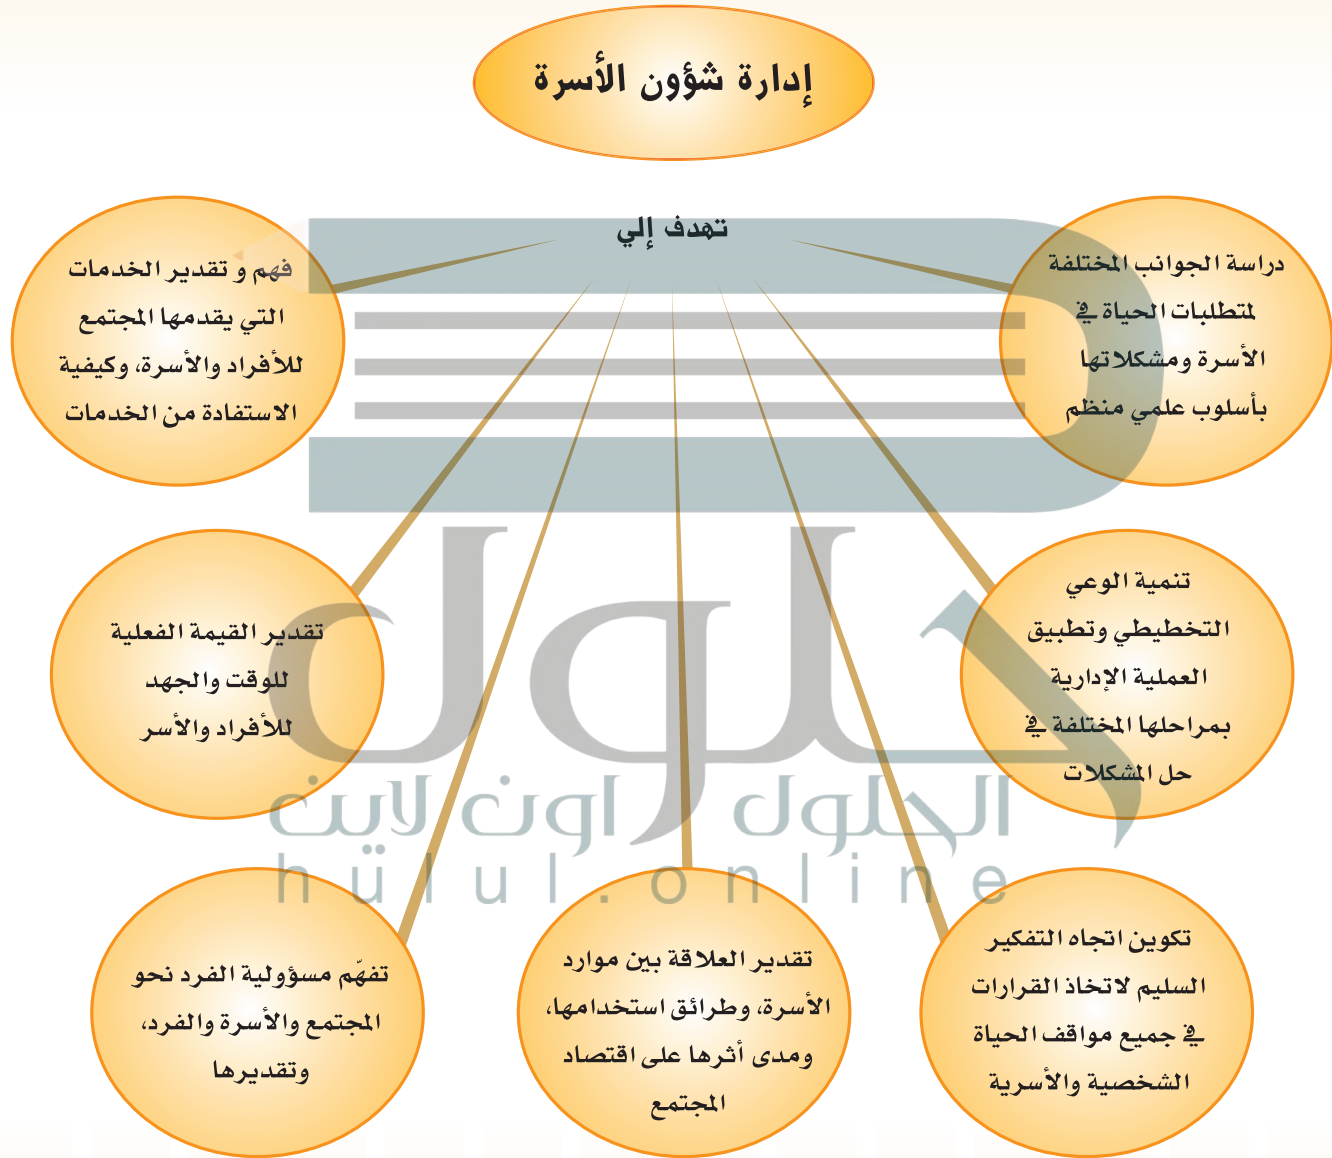 إدارة شؤون الأسرة
تهدف إلي
دراسة الجوانب المختلفة
لمتطلبات الحياة في
الأسرة ومشكلاتها
بأسلوب علمي منظم
تنمية الوعي
التخطيطي وتطبيق
العملية الإدارية
بمراحلها المختلفة في
حل المشكلات
تكوين اتجاه التفكير
السليم لاتخاذ القرارات
في جميع مواقف الحياة
الشخصية والأسرية
تقدير العلاقة بين موارد
الأسرة، وطرائق استخدامها،
ومدى أثرها على اقتصاد
المجتمع
تفهّم مسؤولية الفرد نحو
المجتمع والأسرة والفرد،
وتقديرها
تقدير القيمة الفعلية
للوقت والجهد
للأفراد والأسر
فهم و تقدير الخدمات
التي يقدمها المجتمع
للأفراد والأسرة، وكيفية
الاستفادة من الخدمات
حلول
الحلول اون لاين
hülul.online